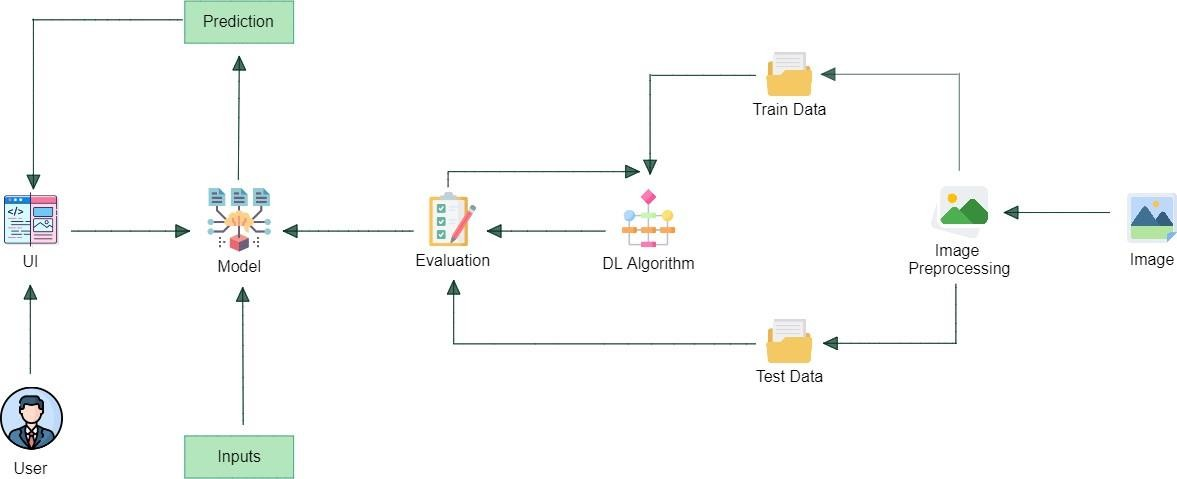 Prediction
Train Data
UI
Model
Evaluation
DL Algorithm
Image
Preprocessing
Image
Test Data
User
Inputs